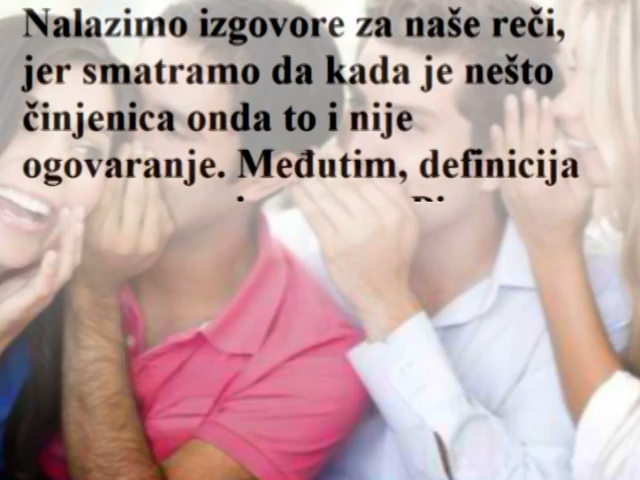 Nalazimo izgovore za naše reči,
jer smatramo da kada je nešto
činjenica onda to i nije
ogovaranje. Međutim, definicija